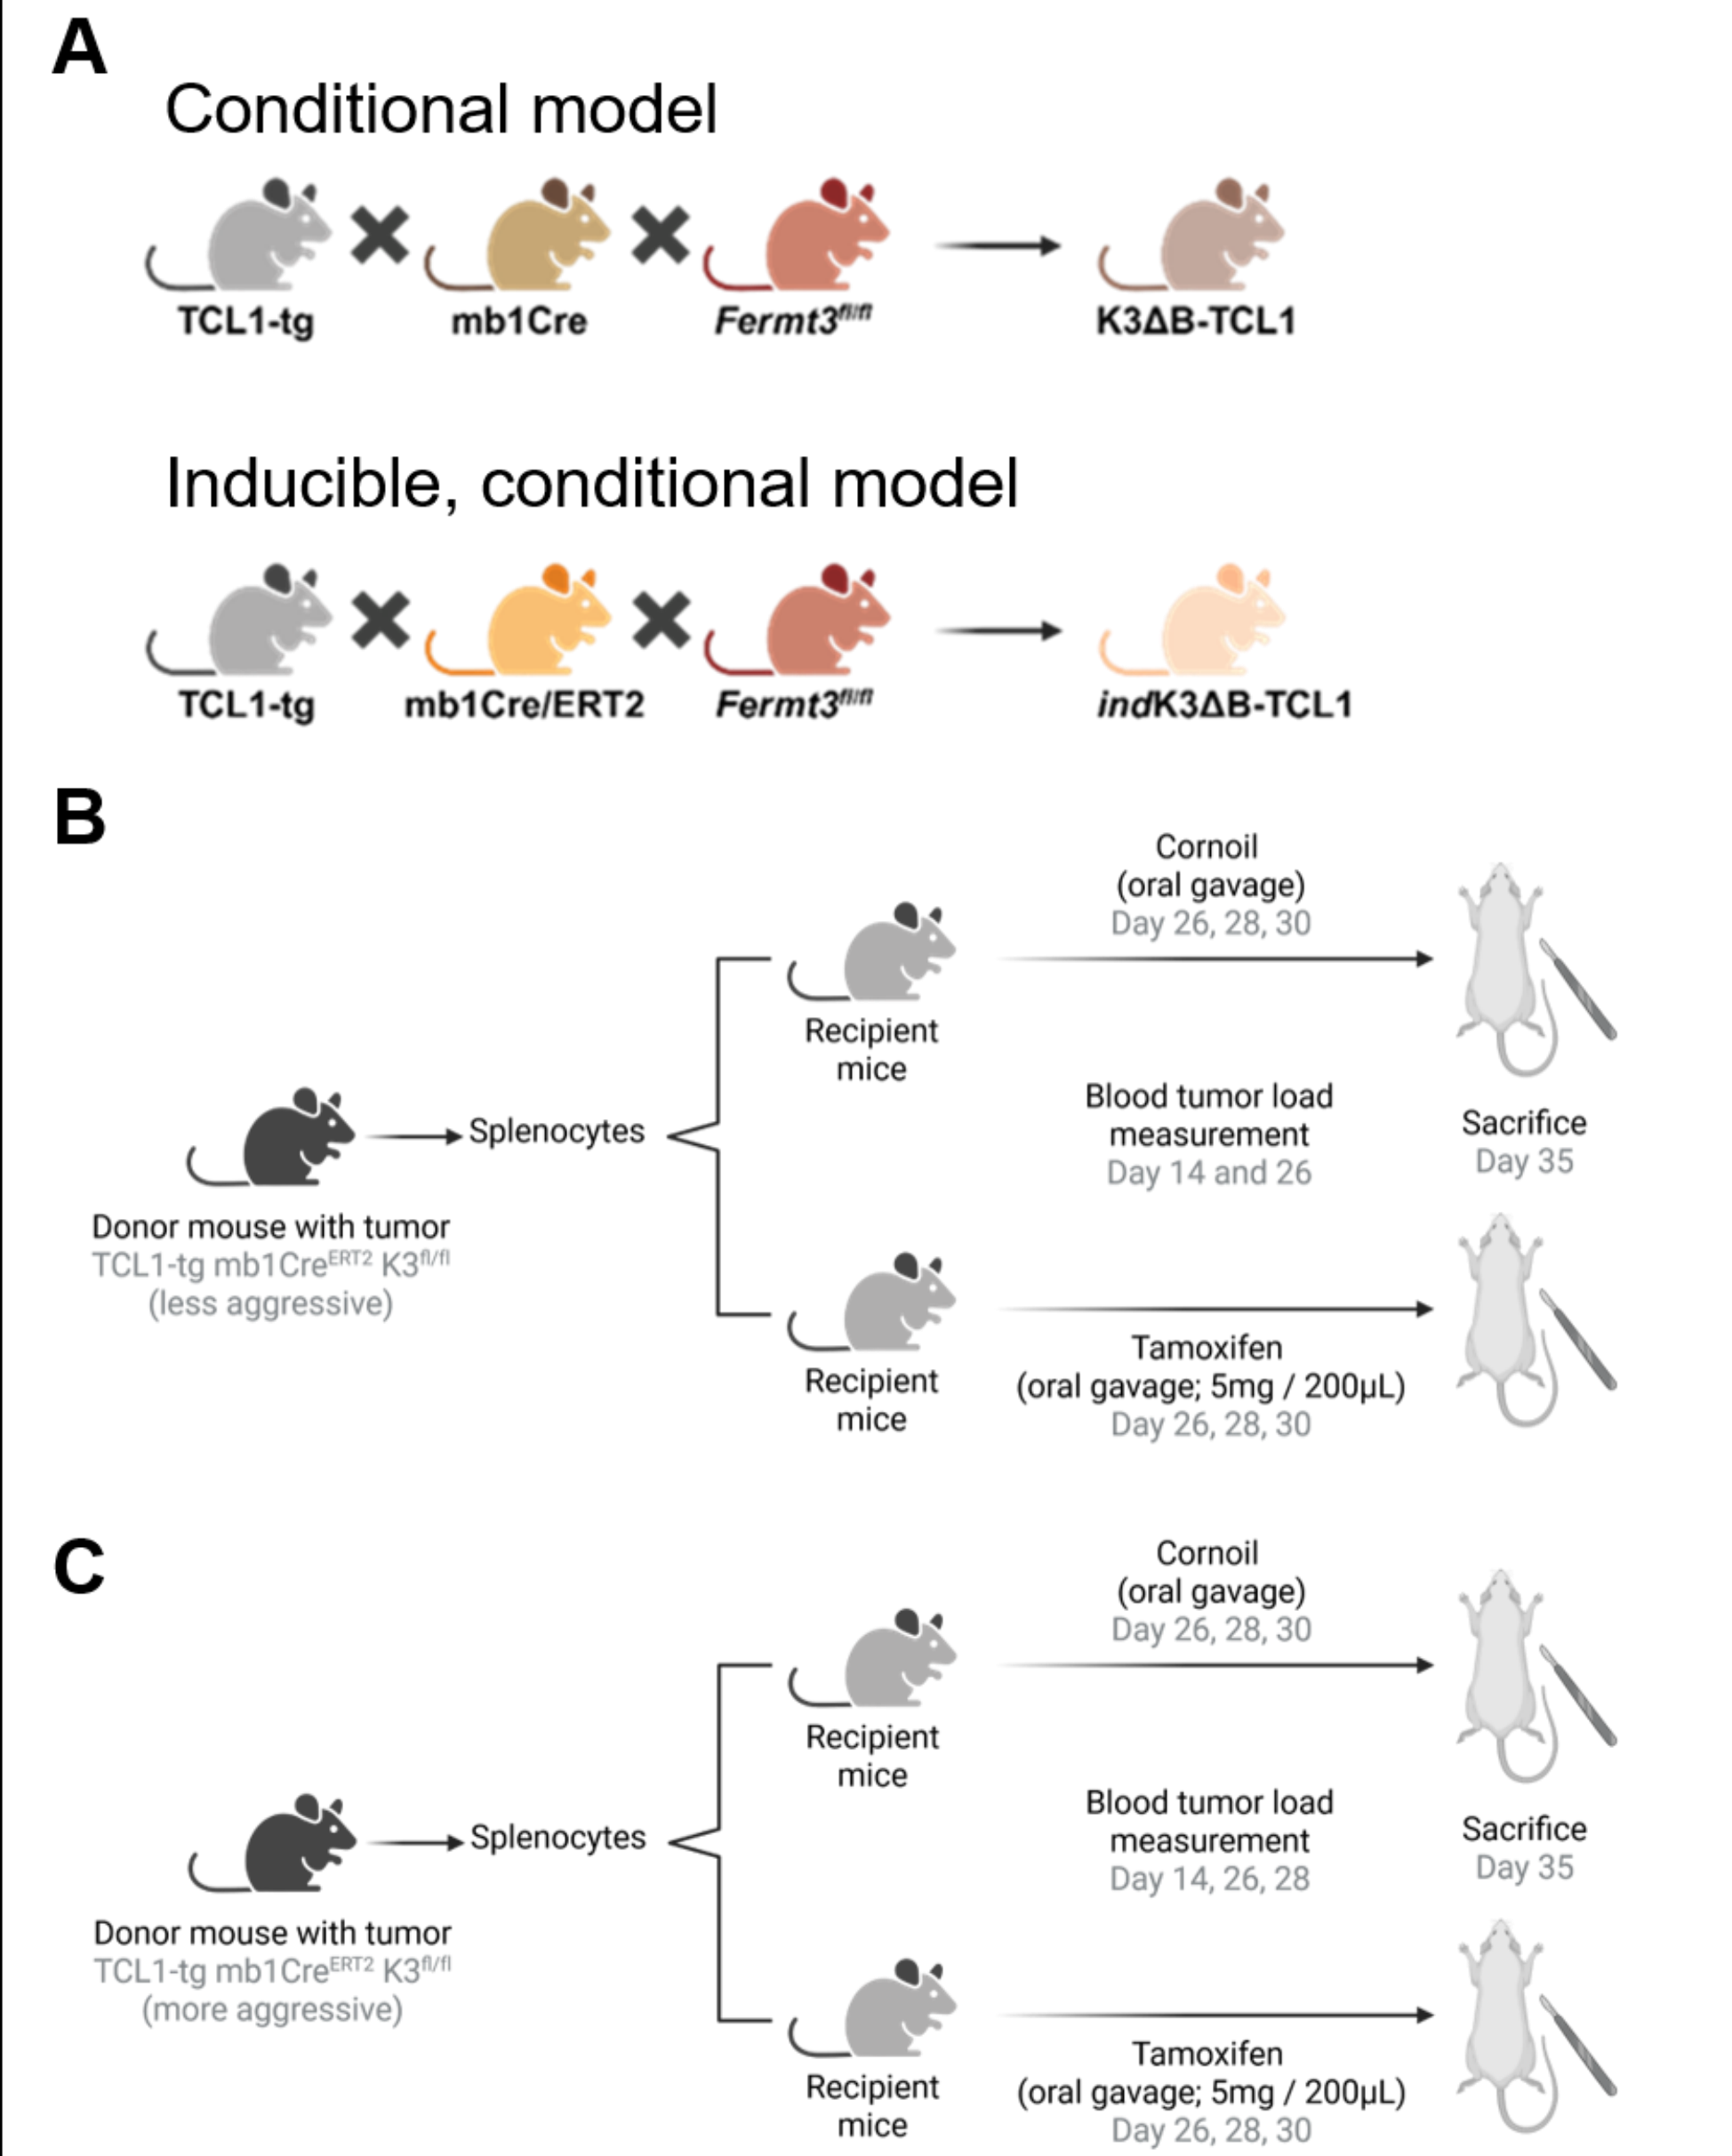 A
Conditional model
TCL1-tg mb1Cre Fermt3fl/fl K3ΔB-TCL1
Inducible, conditional model
TCL1-tg mb1Cre/ERT2 Fermt3fl/fl indK3ΔB-TCL1
B
Cornoil
(oral gavage)
Day 26, 28, 30
Recipient
mice
Blood tumor load
measurement
Day 14 and 26
Sacrifice
Day 35
Splenocytes
Donor mouse with tumor
TCL1-tg mb1CreERT2 K3fl/fl
(less aggressive)
Recipient
mice
Tamoxifen
(oral gavage; 5mg / 200µL)
Day 26, 28, 30
C
Cornoil
(oral gavage)
Day 26, 28, 30
Recipient
mice
Blood tumor load
measurement
Day 14, 26, 28
Sacrifice
Day 35
Splenocytes
Donor mouse with tumor
TCL1-tg mb1CreERT2 K3fl/fl
(more aggressive)
Recipient
mice
Tamoxifen
(oral gavage; 5mg / 200µL)
Day 26, 28, 30